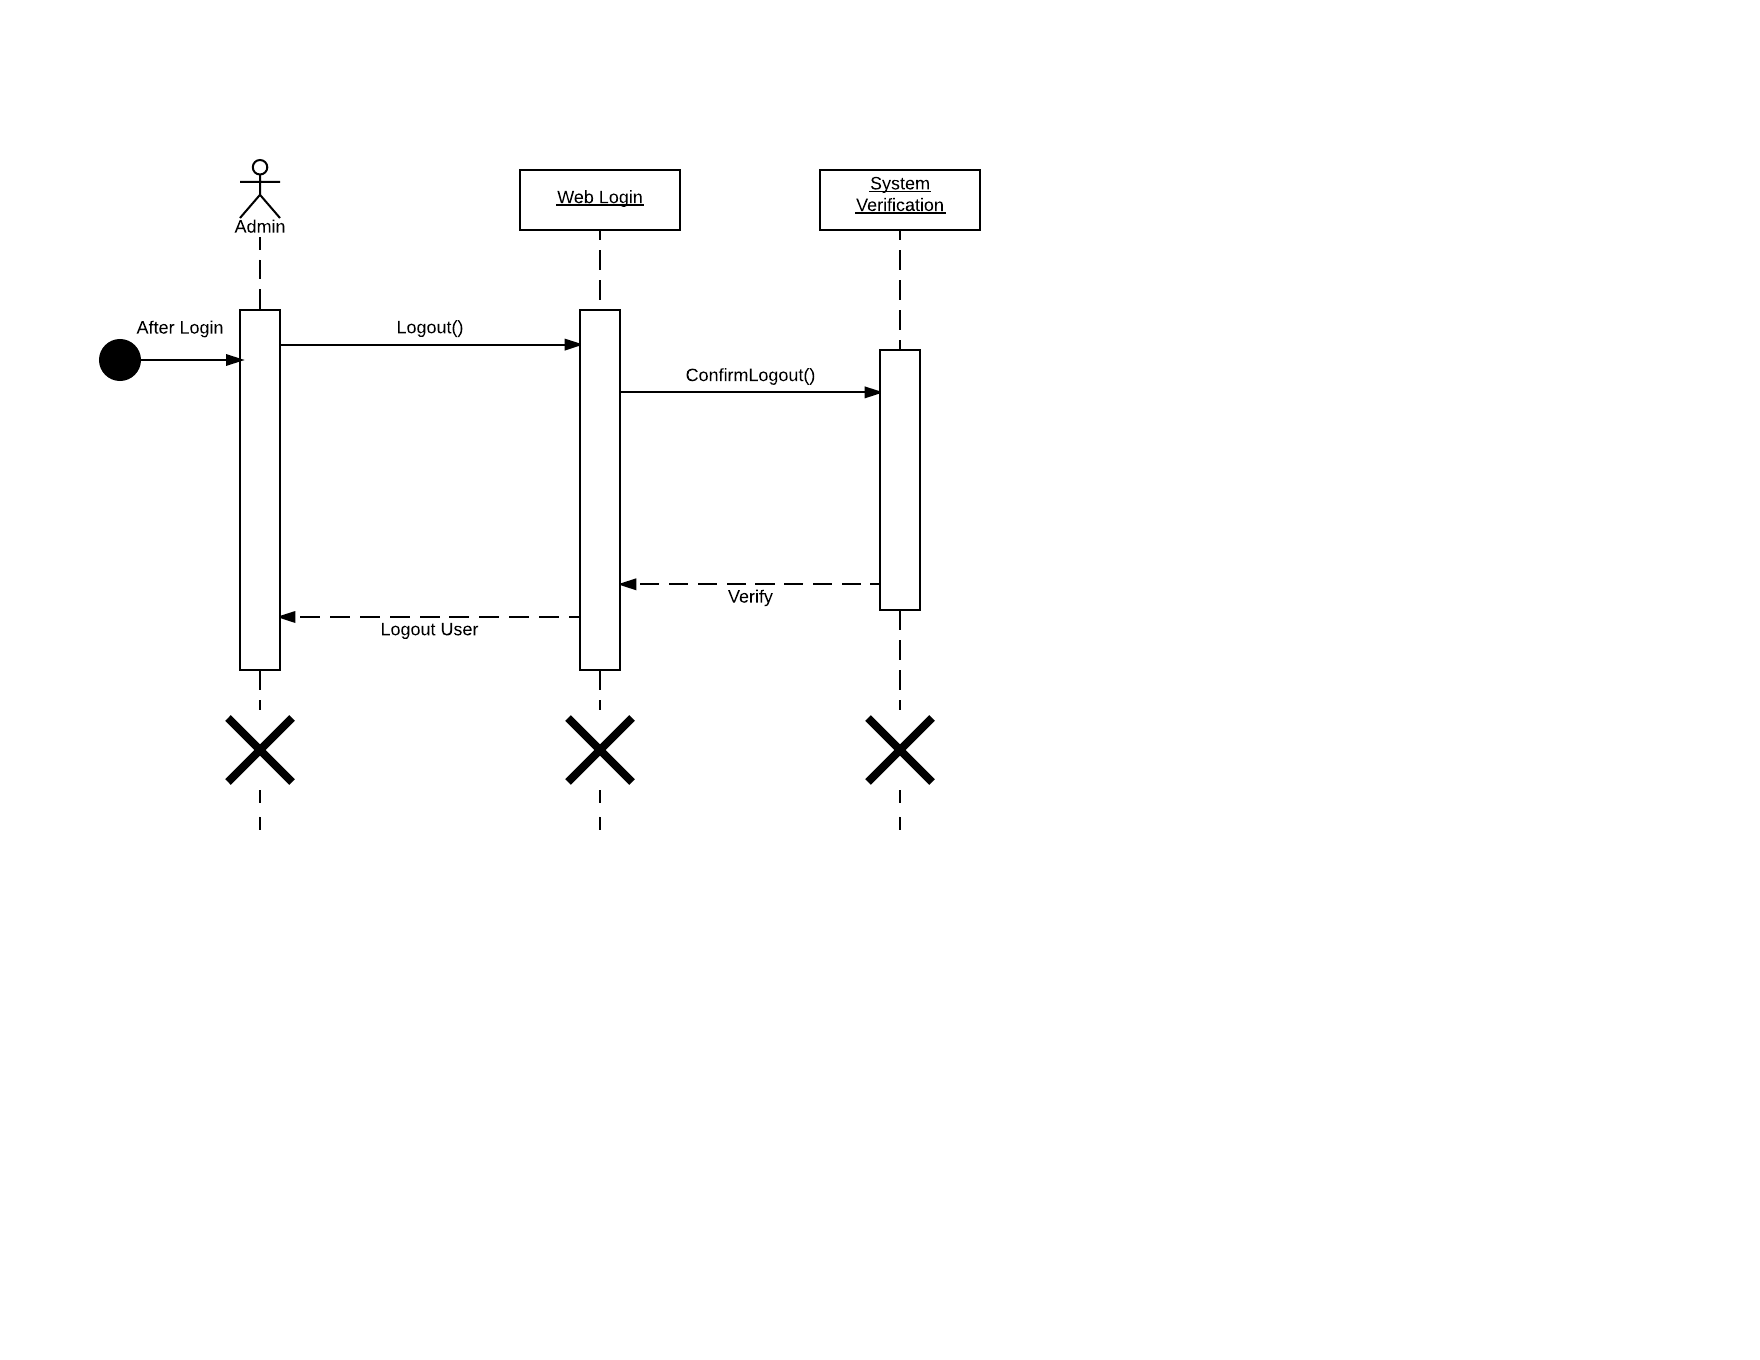 Admin
Web Login
System
Verification
After Login
Logout()
ConfirmLogout()
Verify
Logout User